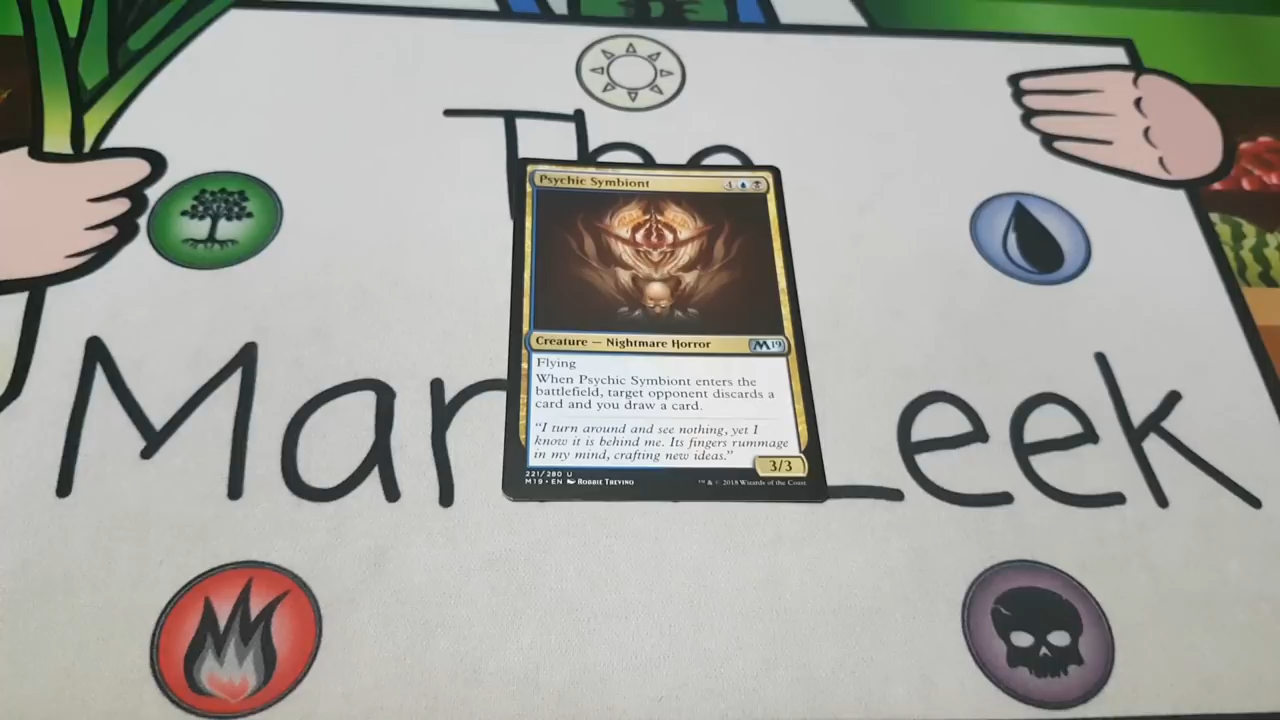 The
Psychic Symbiont 4
Creature — Nightmare Horror M19
Flying
When Psychic Symbiont enters the
battlefield, target opponent discards a
card and you draw a card.
"I turn around and see nothing, yet I
know it is behind me. Its fingers rummage
in my mind, crafting new ideas."
3/3
221/280 U
M19 • EN Robbie Trevino ™ & © 2018 Wizards of the Coast
Mar eek